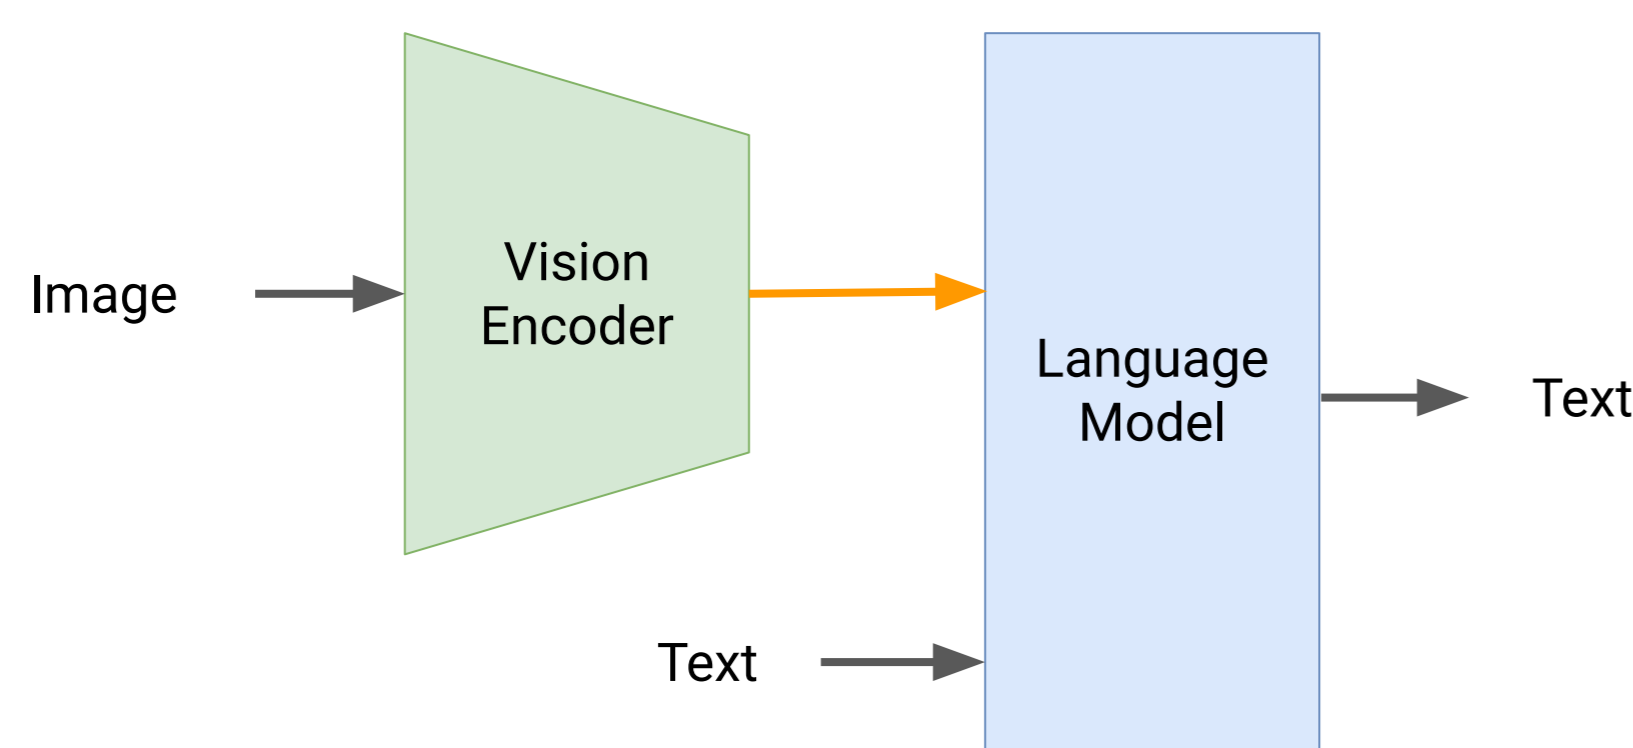 Image
Vision
Encoder
Text
Language
Model
Text